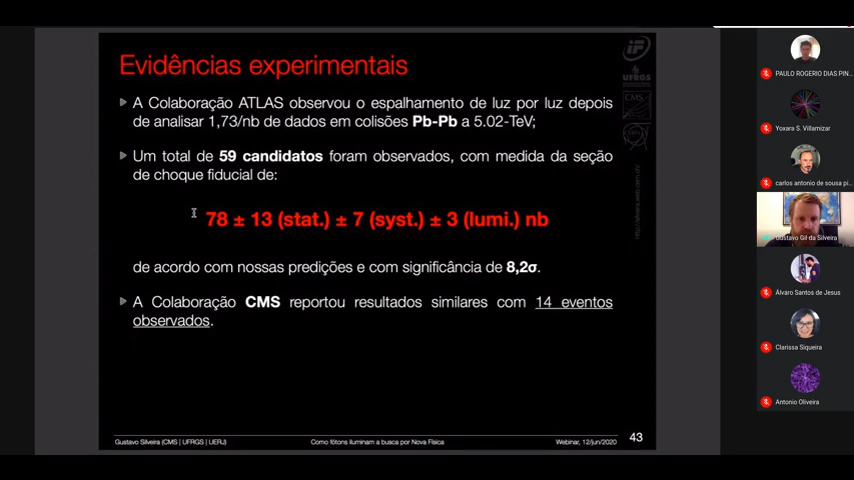 Evidências experimentais
A Colaboração ATLAS observou o espalhamento de luz por luz depois
de analisar 1,73/nb de dados em colisões Pb-Pb a 5.02-TeV;
Um total de 59 candidatos foram observados, com medida da seção
de choque fiducial de:
78 ± 13 (stat.) ± 7 (syst.) ± 3 (lumi.) nb
de acordo com nossas predições e com significância de 8,2σ.
A Colaboração CMS reportou resultados similares com 14 eventos
observados.
Gustavo Silveira (CMS | UFRGS | UERJ)
Como fótons iluminam a busca por Nova Física
Webinar, 12/jun/2020
43
iF
UFRGS
CMS
PAULO ROGERIO DIAS PIN...
Yoxara S. Villamizar
carlos antonio de sousa pi...
Gustavo Gil da Silveira
Álvaro Santos de Jesus
Clarissa Siqueira
Antonio Oliveira